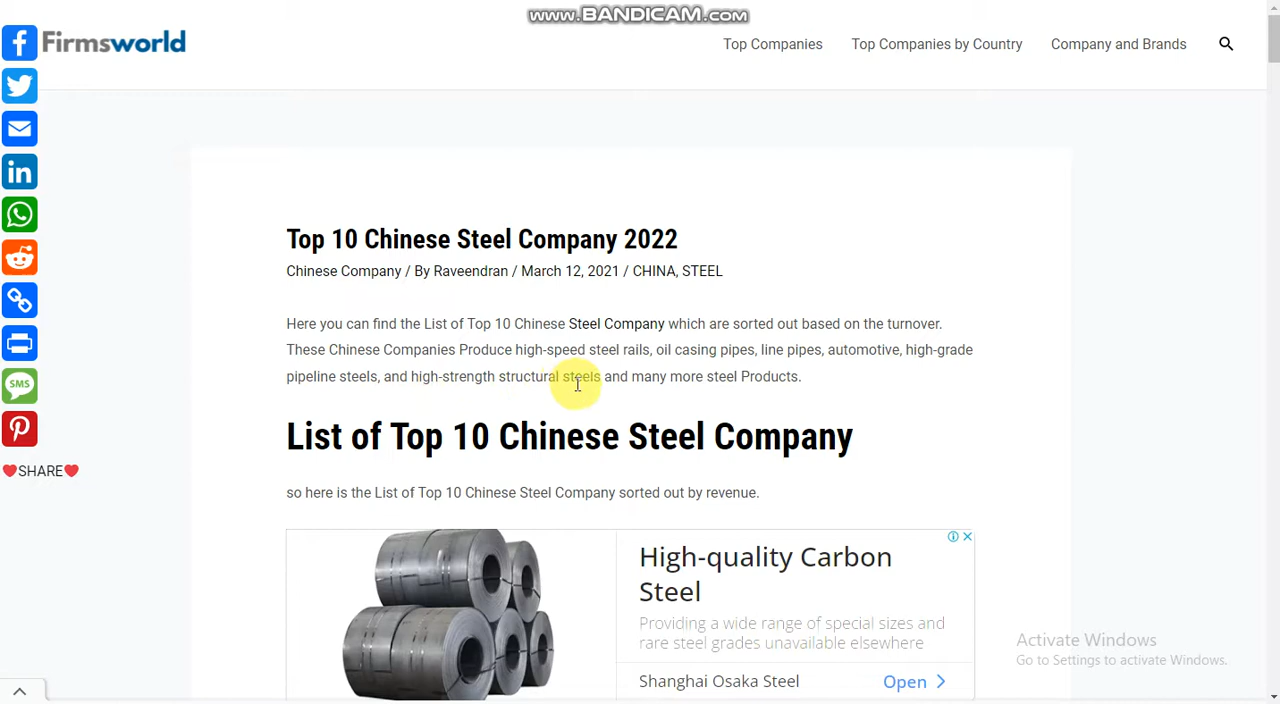 www.BANDICAM.com
Firmsworld
Top Companies
Top Companies by Country
Company and Brands
Top 10 Chinese Steel Company 2022
Chinese Company / By Raveendran / March 12, 2021 / CHINA, STEEL
Here you can find the List of Top 10 Chinese Steel Company which are sorted out based on the turnover.
These Chinese Companies Produce high-speed steel rails, oil casing pipes, line pipes, automotive, high-grade
pipeline steels, and high-strength structural steels and many more steel Products.
List of Top 10 Chinese Steel Company
SMS
SHARE
so here is the List of Top 10 Chinese Steel Company sorted out by revenue.
High-quality Carbon
Steel
Providing a wide range of special sizes and
rare steel grades unavailable elsewhere
Shanghai Osaka Steel
Open
Activate Windows
Go to Settings to activate Windows.